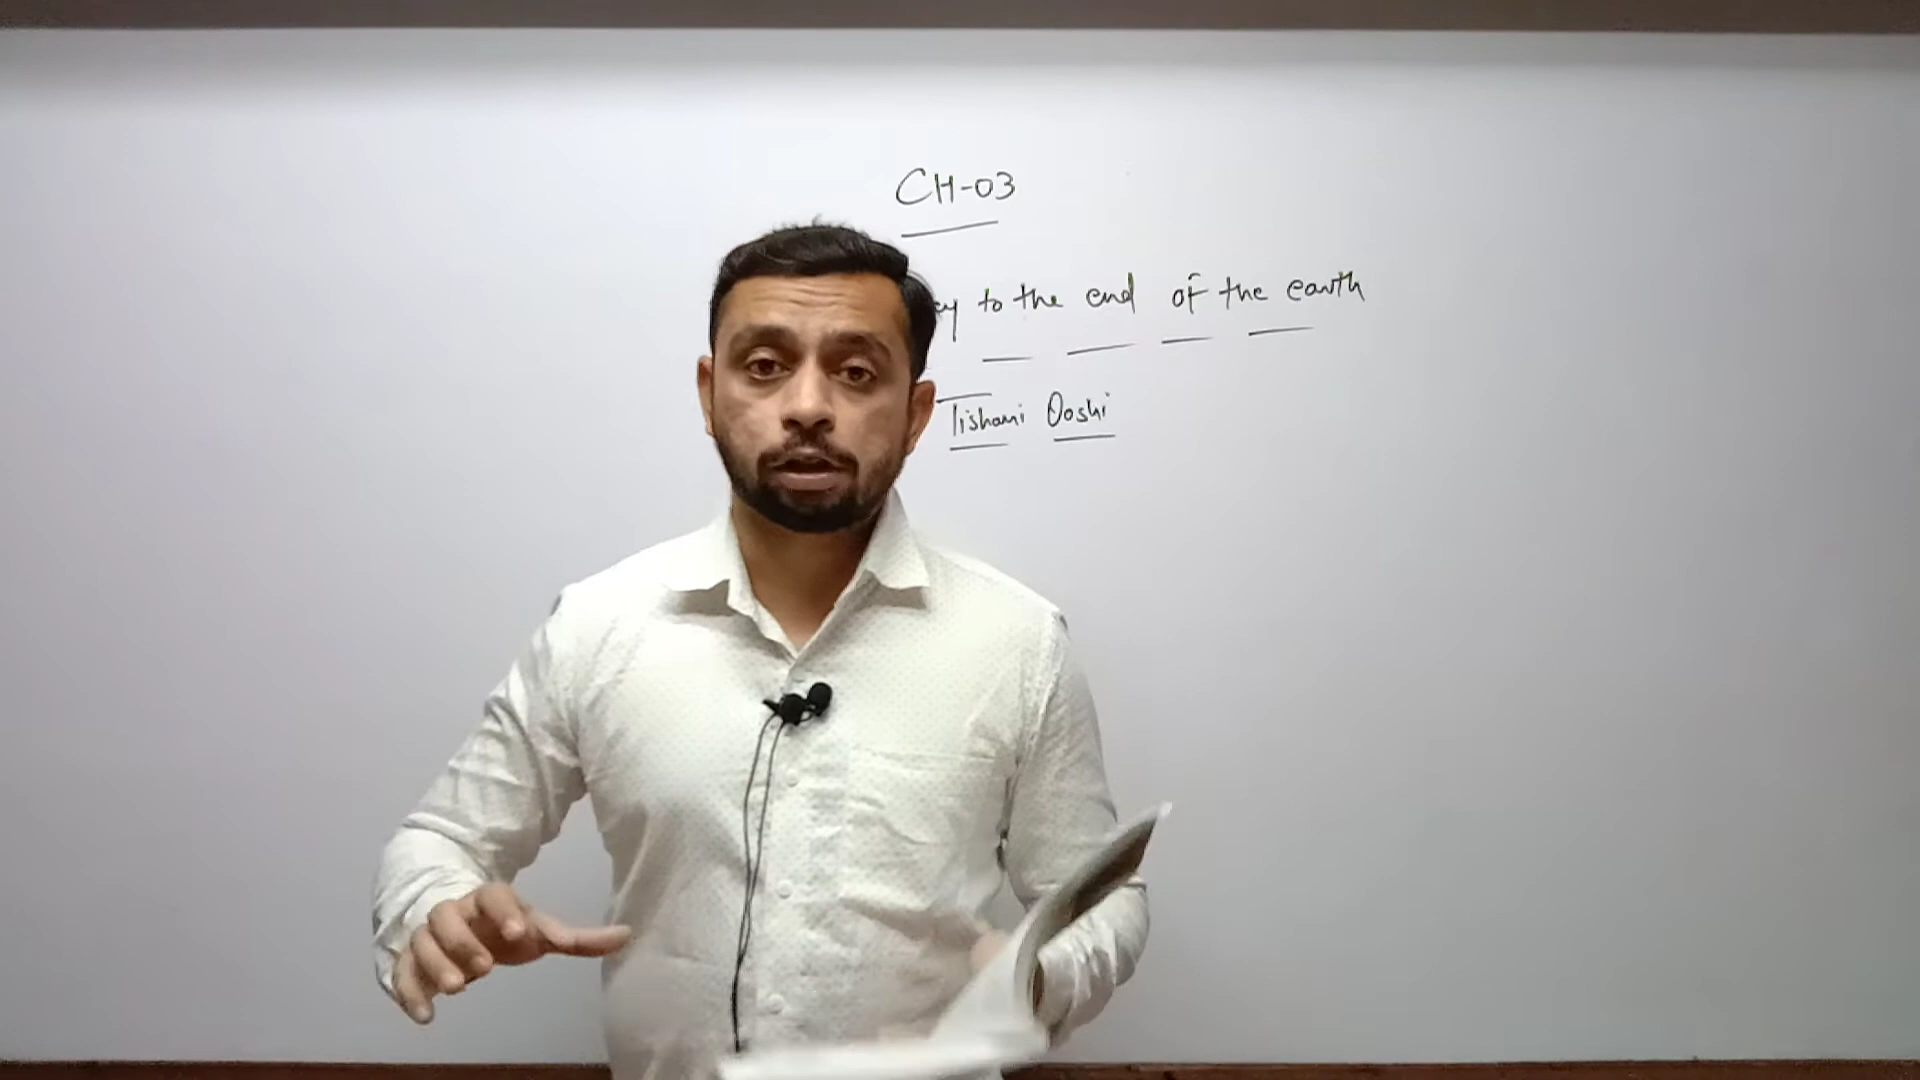 CH-03
to the end of the earth
Tishani Doshi